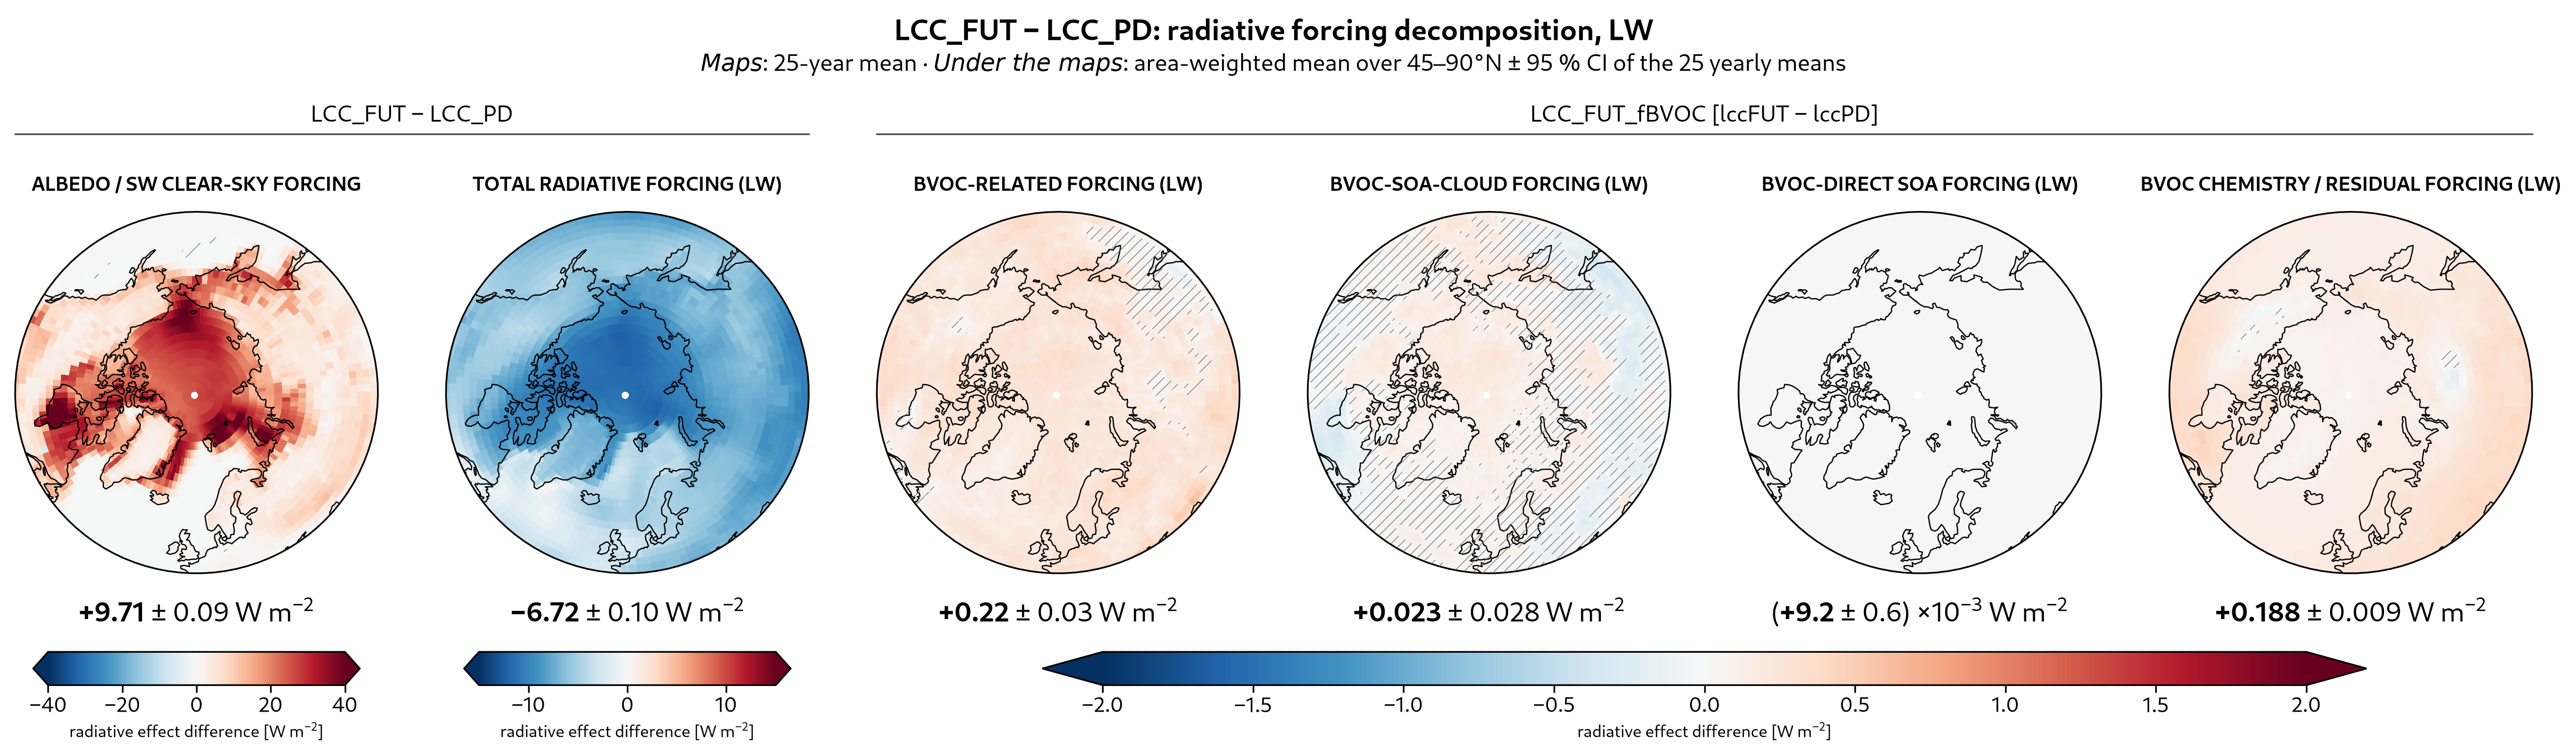 LCC_FUT − LCC_PD: radiative forcing decomposition, LW
Maps: 25-year mean · Under the maps: area-weighted mean over 45–90°N ± 95 % CI of the 25 yearly means
LCC_FUT − LCC_PD
LCC_FUT_fBVOC [lccFUT − lccPD]
ALBEDO / SW CLEAR-SKY FORCING
TOTAL RADIATIVE FORCING (LW)
BVOC-RELATED FORCING (LW)
BVOC-SOA-CLOUD FORCING (LW)
BVOC-DIRECT SOA FORCING (LW)
BVOC CHEMISTRY / RESIDUAL FORCING (LW)
+9.71 ± 0.09 W m⁻²
−6.72 ± 0.10 W m⁻²
+0.22 ± 0.03 W m⁻²
+0.023 ± 0.028 W m⁻²
(+9.2 ± 0.6) ×10⁻³ W m⁻²
+0.188 ± 0.009 W m⁻²
−40 −20 0 20 40
radiative effect difference [W m⁻²]
−10 0 10
radiative effect difference [W m⁻²]
−2.0 −1.5 −1.0 −0.5 0.0 0.5 1.0 1.5 2.0
radiative effect difference [W m⁻²]